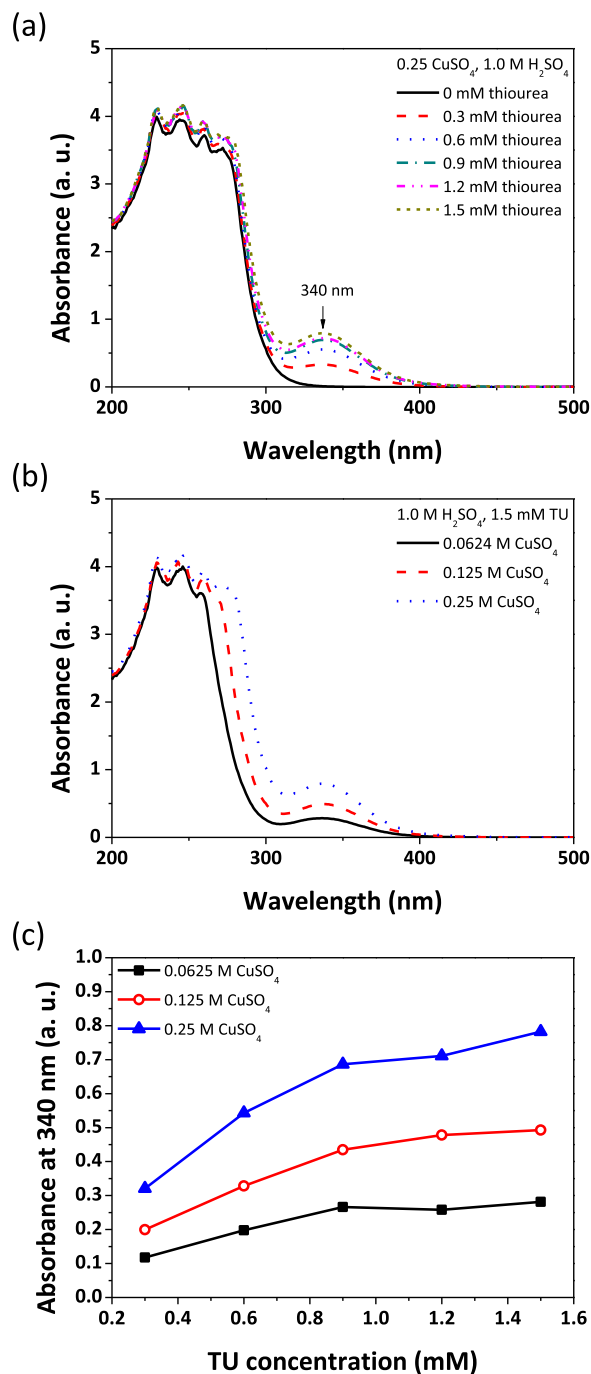 (a)
0.25 CuSO₄, 1.0 M H₂SO₄
0 mM thiourea
0.3 mM thiourea
0.6 mM thiourea
0.9 mM thiourea
1.2 mM thiourea
1.5 mM thiourea
340 nm
5
4
3
2
1
0
200
300
400
500
Absorbance (a. u.)
Wavelength (nm)
(b)
1.0 M H₂SO₄, 1.5 mM TU
0.0624 M CuSO₄
0.125 M CuSO₄
0.25 M CuSO₄
5
4
3
2
1
0
200
300
400
500
Absorbance (a. u.)
Wavelength (nm)
(c)
0.0625 M CuSO₄
0.125 M CuSO₄
0.25 M CuSO₄
1.0
0.9
0.8
0.7
0.6
0.5
0.4
0.3
0.2
0.1
0.0
0.2
0.4
0.6
0.8
1.0
1.2
1.4
1.6
Absorbance at 340 nm (a. u.)
TU concentration (mM)